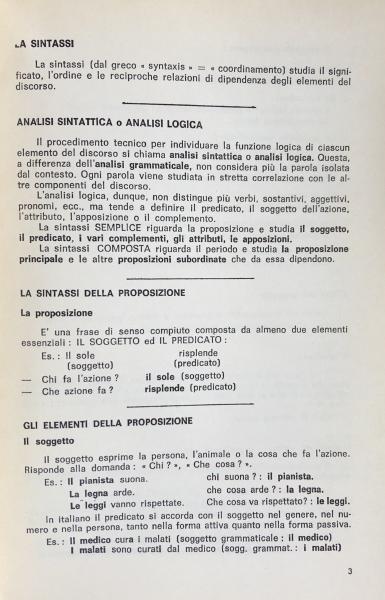 LA SINTASSI
La sintassi (dal greco « syntaxis » = « coordinamento) studia il signi-
ficato, l'ordine e le reciproche relazioni di dipendenza degli elementi del
discorso.
ANALISI SINTATTICA o ANALISI LOGICA
Il procedimento tecnico per individuare la funzione logica di ciascun
elemento del discorso si chiama analisi sintattica o analisi logica. Questa,
a differenza dell'analisi grammaticale, non considera più la parola isolata
dal contesto. Ogni parola viene studiata in stretta correlazione con le al-
tre componenti del discorso.
L'analisi logica, dunque, non distingue più verbi, sostantivi, aggettivi,
pronomi, ecc., ma tende a definire il predicato, il soggetto dell'azione,
l'attributo, l'apposizione o il complemento.
La sintassi SEMPLICE riguarda la proposizione e studia il soggetto,
il predicato, i vari complementi, gli attributi, le apposizioni.
La sintassi COMPOSTA riguarda il periodo e studia la proposizione
principale e le altre proposizioni subordinate che da essa dipendono.
LA SINTASSI DELLA PROPOSIZIONE
La proposizione
E' una frase di senso compiuto composta da almeno due elementi
essenziali : IL SOGGETTO ed IL PREDICATO :
Es. : Il sole risplende
(soggetto) (predicato)
— Chi fa l'azione ? il sole (soggetto)
— Che azione fa ? risplende (predicato)
GLI ELEMENTI DELLA PROPOSIZIONE
Il soggetto
Il soggetto esprime la persona, l'animale o la cosa che fa l'azione.
Risponde alla domanda : « Chi ? », « Che cosa ? ».
Es. : Il pianista suona. chi suona ? : il pianista.
La legna arde. che cosa arde ? : la legna.
Le leggi vanno rispettate. Che cosa va rispettato? : le leggi.
In italiano il predicato si accorda con il soggetto nel genere, nel nu-
mero e nella persona, tanto nella forma attiva quanto nella forma passiva.
Es. : Il medico cura i malati (soggetto grammaticale : il medico)
I malati sono curati dal medico (sogg. grammat. : i malati)
3